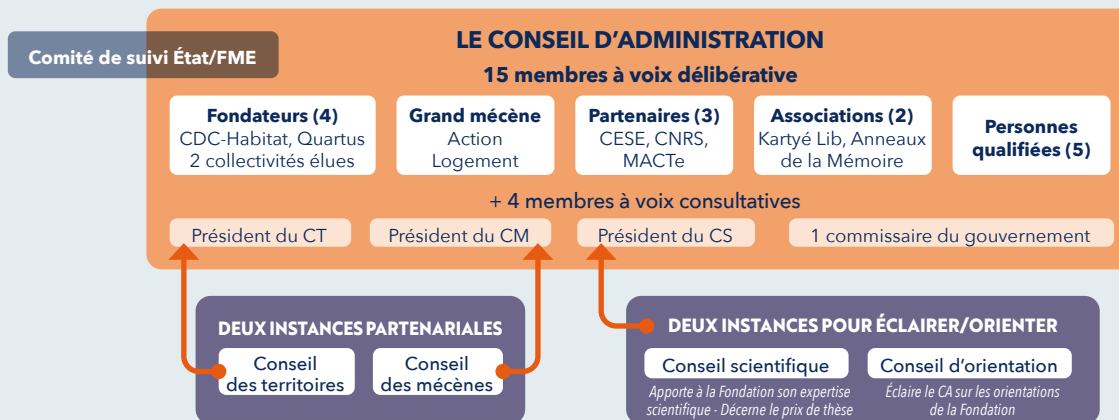 Comité de suivi État/FME
LE CONSEIL D'ADMINISTRATION
15 membres à voix délibérative
Fondateurs (4)
CDC-Habitat, Quartus
2 collectivités élues
Grand mécène
Action
Logement
Partenaires (3)
CESE, CNRS,
MACTe
Associations (2)
Kartyé Lib, Anneaux
de la Mémoire
Personnes
qualifiées (5)
+ 4 membres à voix consultatives
Président du CT
Président du CM
Président du CS
1 commissaire du gouvernement
DEUX INSTANCES PARTENARIALES
Conseil
des territoires
Conseil
des mécènes
DEUX INSTANCES POUR ÉCLAIRER/ORIENTER
Conseil scientifique
Apporte à la Fondation son expertise
scientifique - Décerne le prix de thèse
Conseil d'orientation
Éclaire le CA sur les orientations
de la Fondation